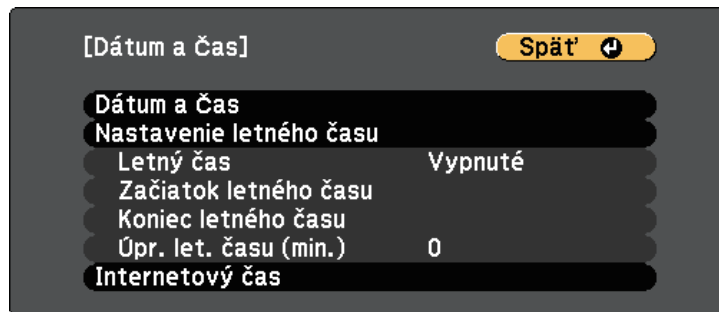 [Dátum a Čas]
Späť
Dátum a Čas
Nastavenie letného času
Letný čas Vypnuté
Začiatok letného času
Koniec letného času
Úpr. let. času (min.) 0
Internetový čas